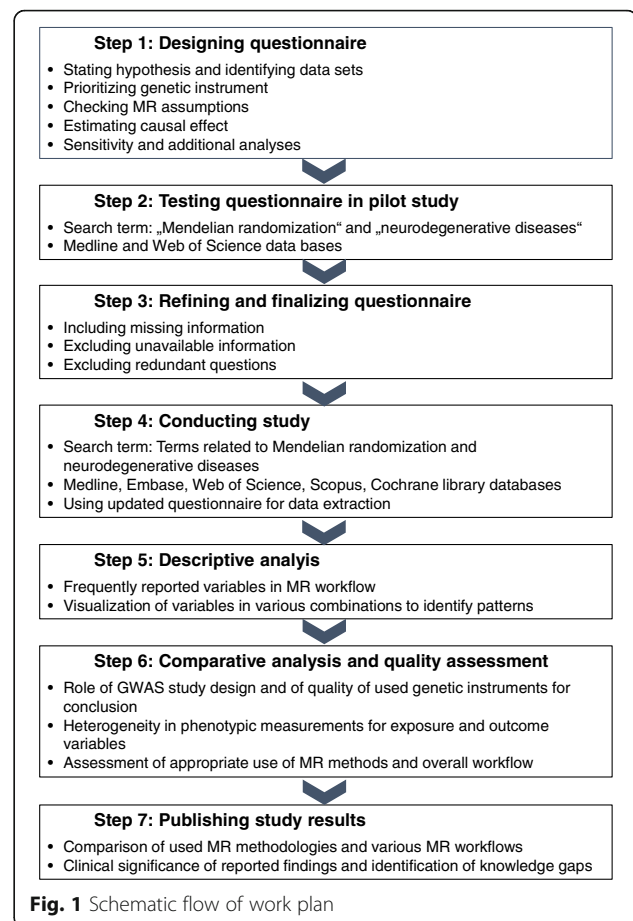 Step 1: Designing questionnaire
• Stating hypothesis and identifying data sets
• Prioritizing genetic instrument
• Checking MR assumptions
• Estimating causal effect
• Sensitivity and additional analyses
Step 2: Testing questionnaire in pilot study
• Search term: „Mendelian randomization“ and „neurodegenerative diseases“
• Medline and Web of Science data bases
Step 3: Refining and finalizing questionnaire
• Including missing information
• Excluding unavailable information
• Excluding redundant questions
Step 4: Conducting study
• Search term: Terms related to Mendelian randomization and
neurodegenerative diseases
• Medline, Embase, Web of Science, Scopus, Cochrane library databases
• Using updated questionnaire for data extraction
Step 5: Descriptive analyis
• Frequently reported variables in MR workflow
• Visualization of variables in various combinations to identify patterns
Step 6: Comparative analysis and quality assessment
• Role of GWAS study design and of quality of used genetic instruments for
conclusion
• Heterogeneity in phenotypic measurements for exposure and outcome
variables
• Assessment of appropriate use of MR methods and overall workflow
Step 7: Publishing study results
• Comparison of used MR methodologies and various MR workflows
• Clinical significance of reported findings and identification of knowledge gaps
Fig. 1 Schematic flow of work plan